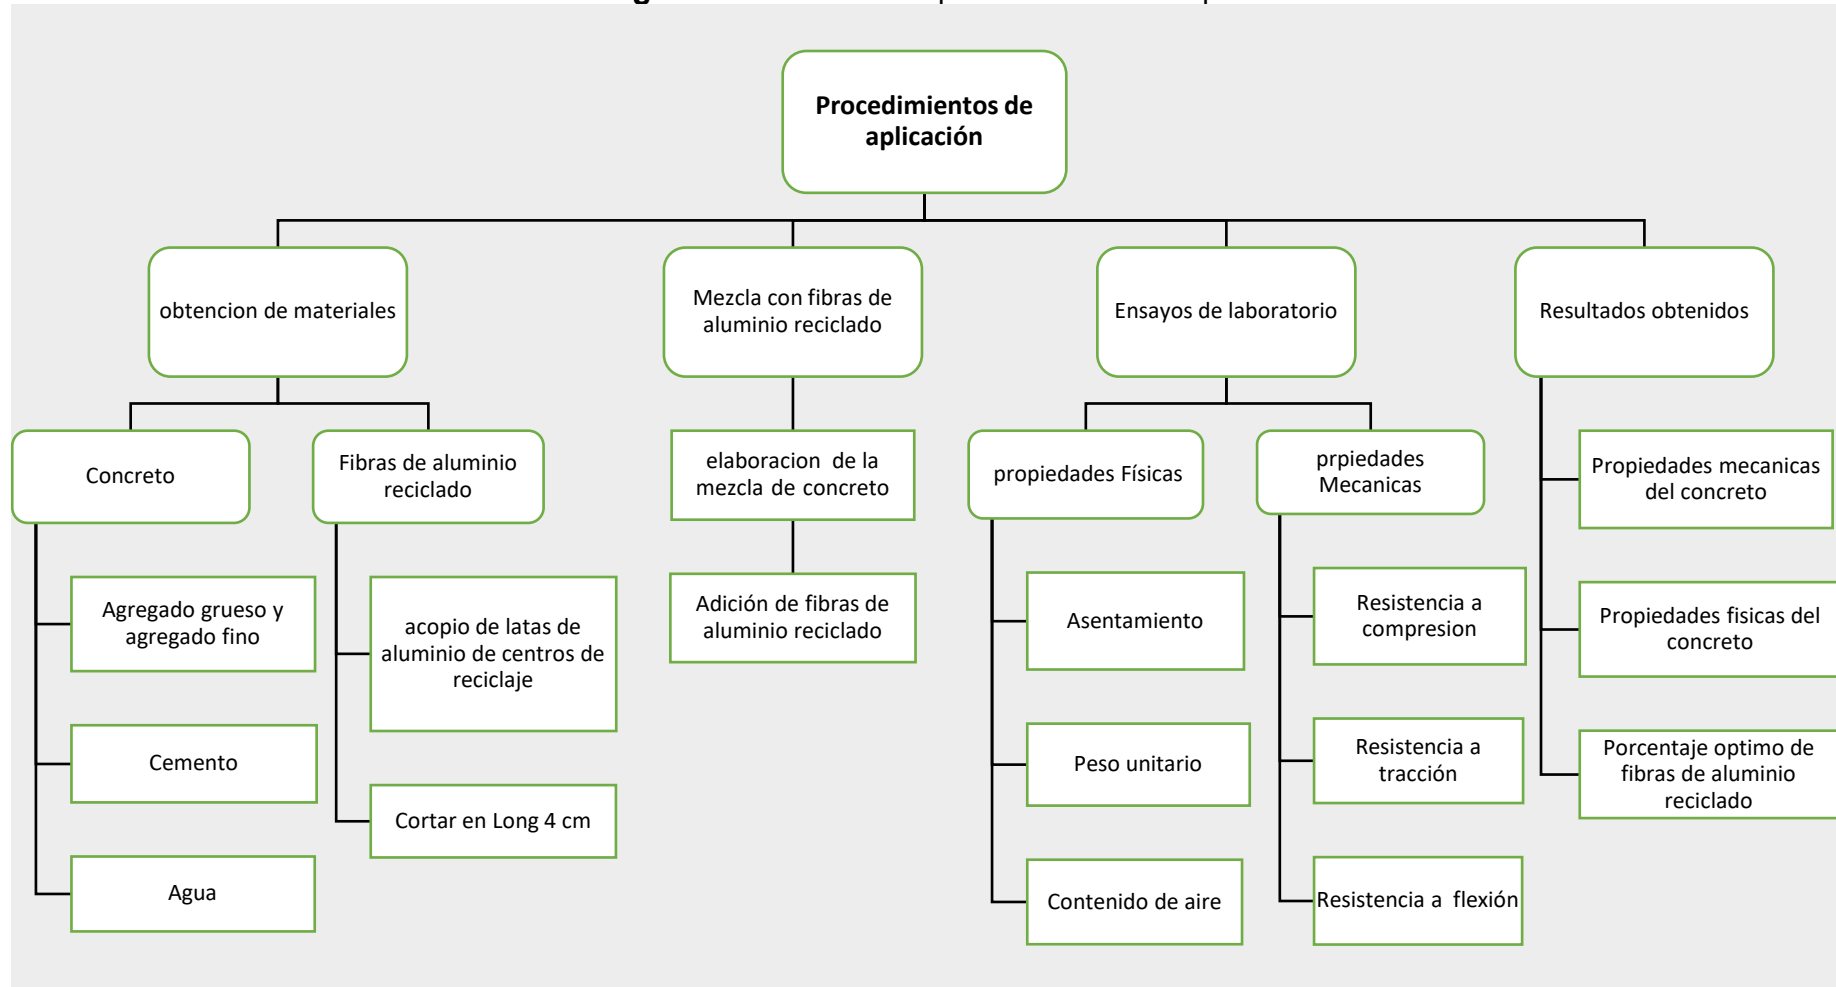 Procedimientos de
aplicación
obtencion de materiales
Mezcla con fibras de
aluminio reciclado
Ensayos de laboratorio
Resultados obtenidos
Concreto
Fibras de aluminio
reciclado
elaboracion de la
mezcla de concreto
propiedades Físicas
prpiedades
Mecanicas
Propiedades mecanicas
del concreto
Agregado grueso y
agregado fino
acopio de latas de
aluminio de centros de
reciclaje
Adición de fibras de
aluminio reciclado
Asentamiento
Resistencia a
compresion
Propiedades fisicas del
concreto
Cemento
Cortar en Long 4 cm
Peso unitario
Resistencia a
tracción
Porcentaje optimo de
fibras de aluminio
reciclado
Agua
Contenido de aire
Resistencia a flexión